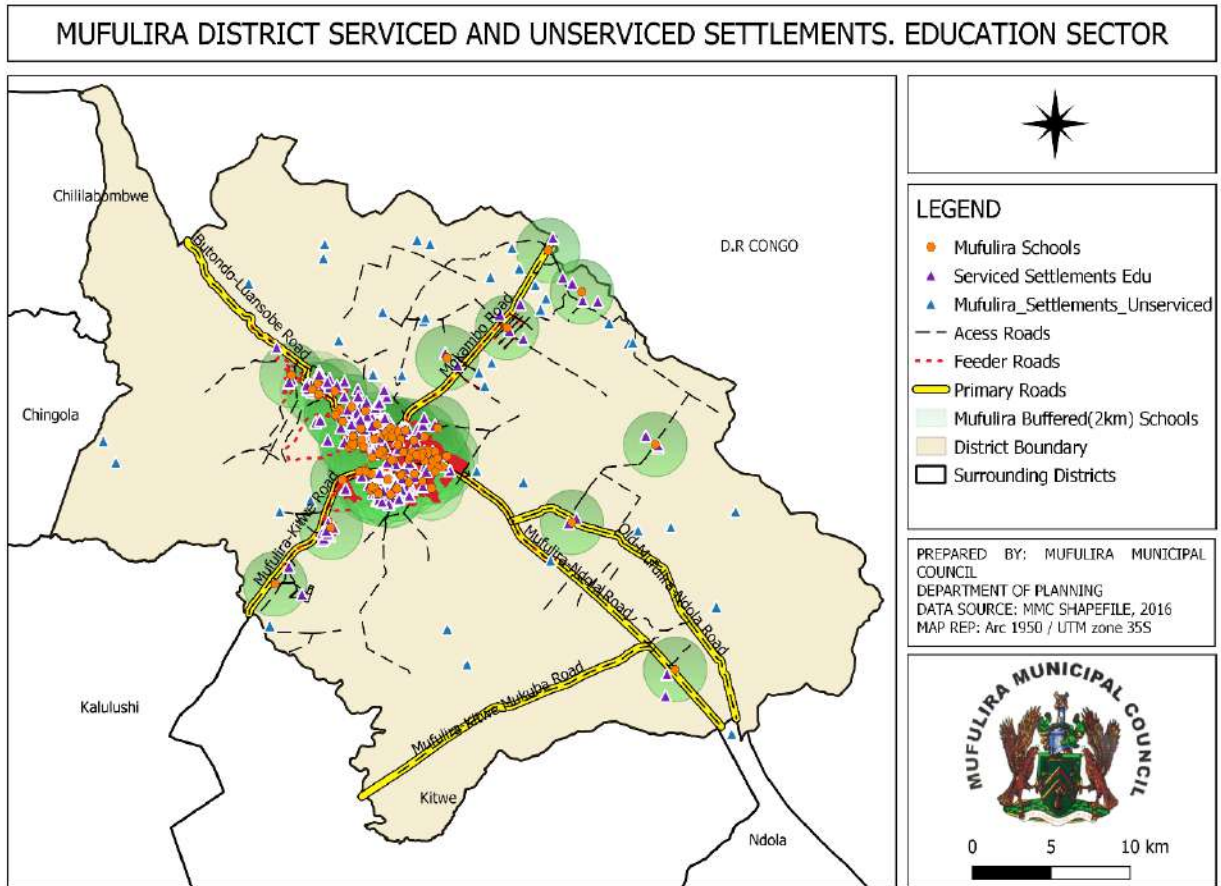 MUFULIRA DISTRICT SERVICED AND UNSERVICED SETTLEMENTS. EDUCATION SECTOR
Chililabombwe
D.R CONGO
Butondo-Luansobe Road
Mokambo Road
Chingola
Mufulira-Kitwe Road
Old-Mufulira-Ndola Road
Mufulira-Ndola Road
Mufulira-Kitwe Mukuba Road
Kalulushi
Kitwe
Ndola
LEGEND
Mufulira Schools
Serviced Settlements Edu
Mufulira_Settlements_Unserviced
Acess Roads
Feeder Roads
Primary Roads
Mufulira Buffered(2km) Schools
District Boundary
Surrounding Districts
PREPARED BY: MUFULIRA MUNICIPAL
COUNCIL
DEPARTMENT OF PLANNING
DATA SOURCE: MMC SHAPEFILE, 2016
MAP REP: Arc 1950 / UTM zone 35S
MUFULIRA MUNICIPAL COUNCIL
0 5 10 km